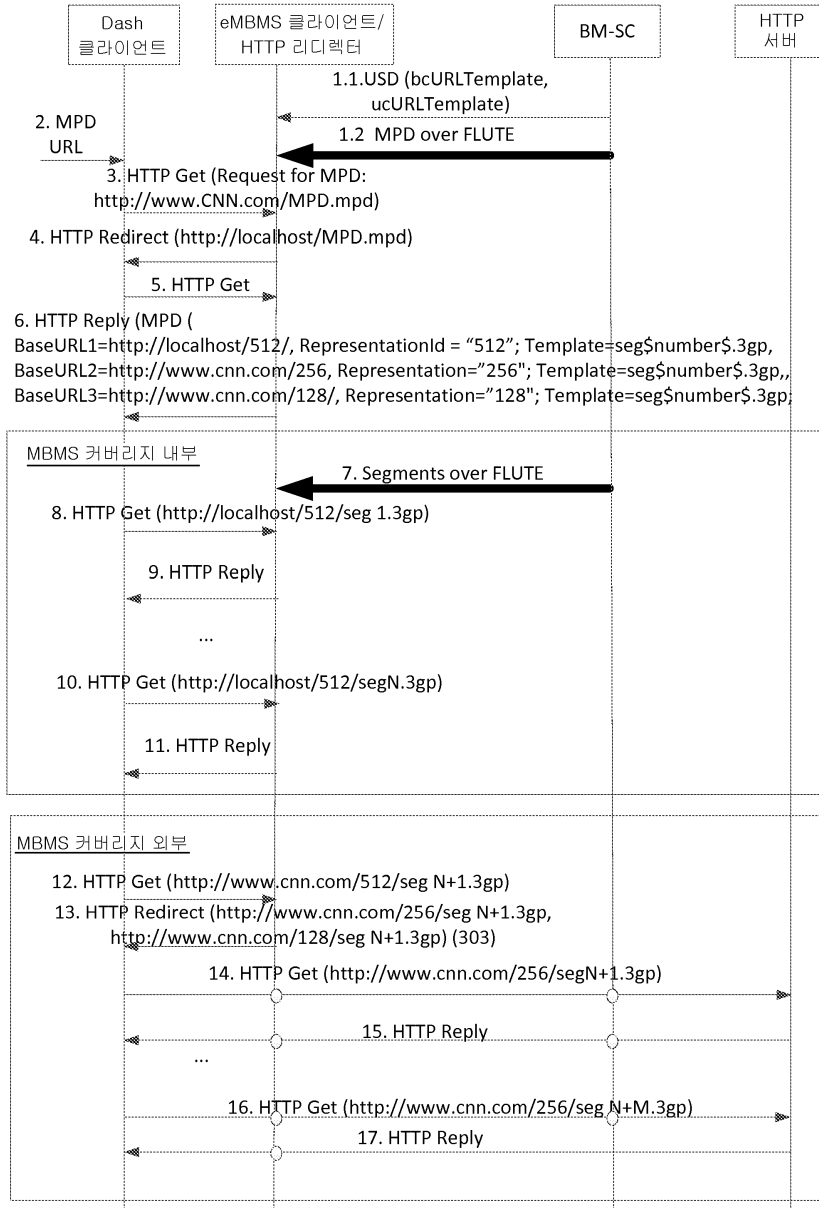 Dash
클라이언트
eMBMS 클라이언트/
HTTP 리디렉터
BM-SC
HTTP
서버
1.1.USD (bcURLTemplate,
ucURLTemplate)
2. MPD
URL
1.2 MPD over FLUTE
3. HTTP Get (Request for MPD:
http://www.CNN.com/MPD.mpd)
4. HTTP Redirect (http://localhost/MPD.mpd)
5. HTTP Get
6. HTTP Reply (MPD (
BaseURL1=http://localhost/512/, RepresentationId = “512”; Template=seg$number$.3gp,
BaseURL2=http://www.cnn.com/256, Representation=”256"; Template=seg$number$.3gp,,
BaseURL3=http://www.cnn.com/128/, Representation=”128"; Template=seg$number$.3gp;
MBMS 커버리지 내부
7. Segments over FLUTE
8. HTTP Get (http://localhost/512/seg 1.3gp)
9. HTTP Reply
...
10. HTTP Get (http://localhost/512/segN.3gp)
11. HTTP Reply
MBMS 커버리지 외부
12. HTTP Get (http://www.cnn.com/512/seg N+1.3gp)
13. HTTP Redirect (http://www.cnn.com/256/seg N+1.3gp,
http://www.cnn.com/128/seg N+1.3gp) (303)
14. HTTP Get (http://www.cnn.com/256/segN+1.3gp)
15. HTTP Reply
...
16. HTTP Get (http://www.cnn.com/256/seg N+M.3gp)
17. HTTP Reply